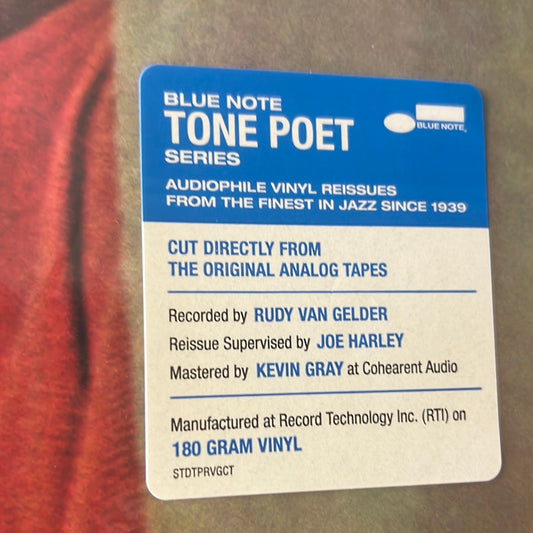 BLUE NOTE
TONE POET
SERIES
BLUE NOTE
AUDIOPHILE VINYL REISSUES
FROM THE FINEST IN JAZZ SINCE 1939
CUT DIRECTLY FROM
THE ORIGINAL ANALOG TAPES
Recorded by RUDY VAN GELDER
Reissue Supervised by JOE HARLEY
Mastered by KEVIN GRAY at Cohearent Audio
Manufactured at Record Technology Inc. (RTI) on
180 GRAM VINYL
STDTPRVGCT